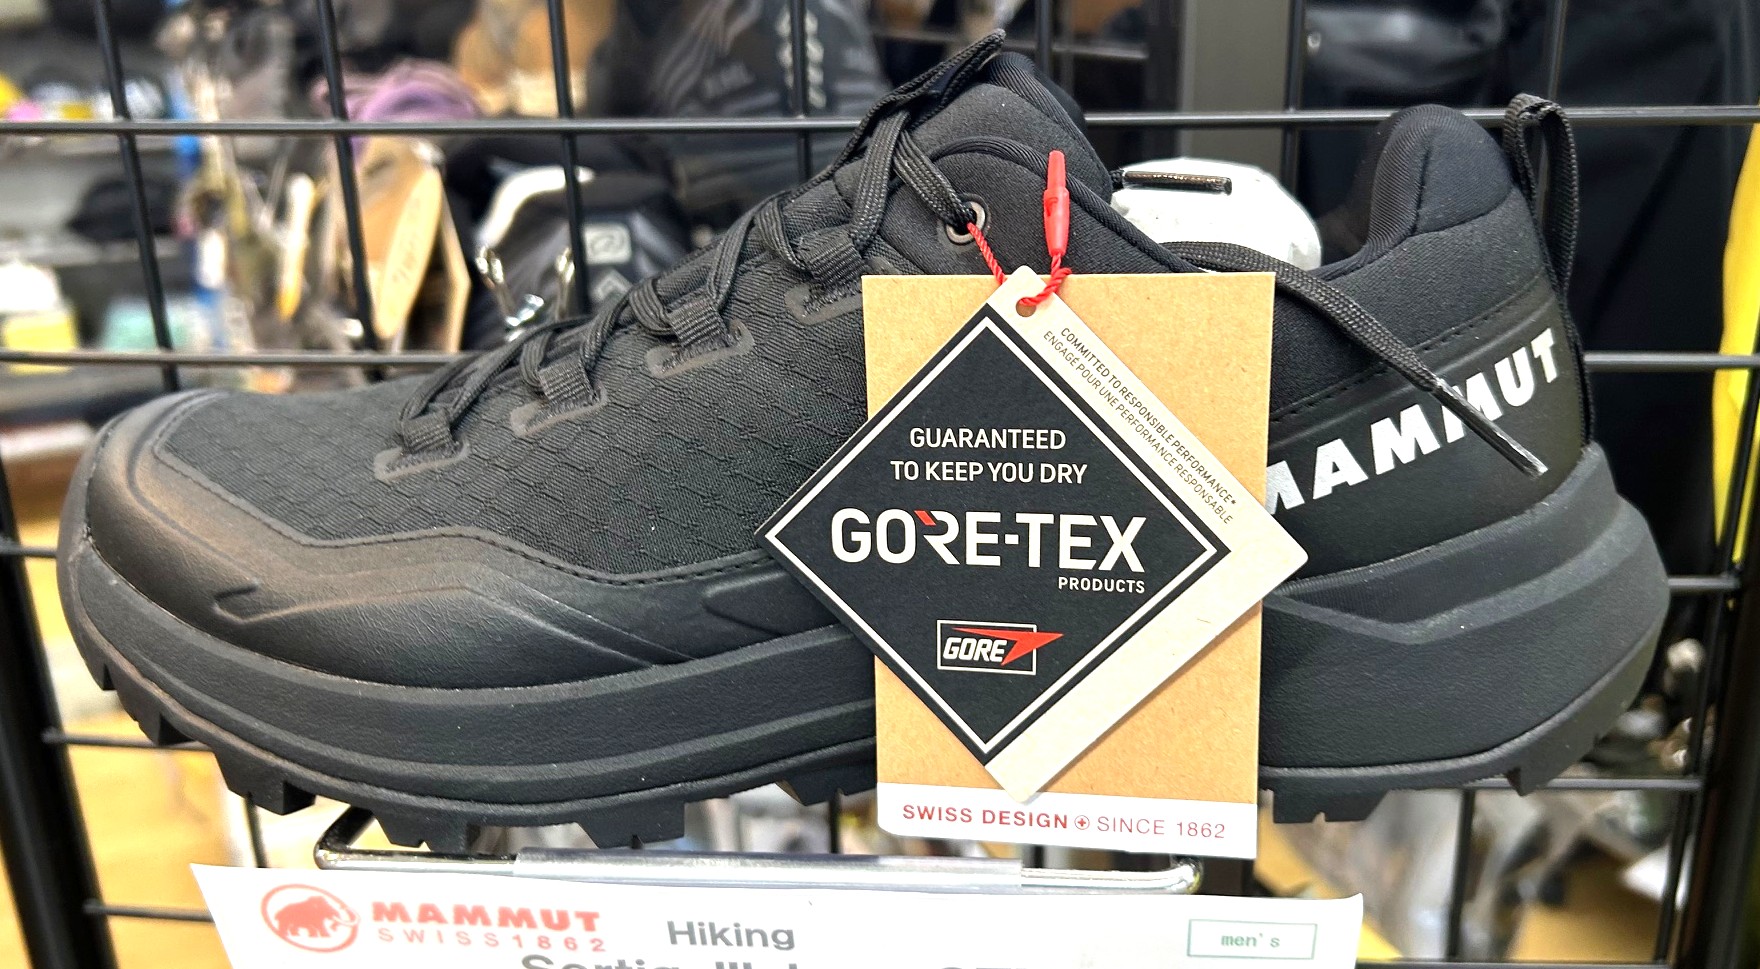 MAMMUT
COMMITTED TO RESPONSIBLE PERFORMANCE*
ENGAGÉ POUR UNE PERFORMANCE RESPONSABLE
GUARANTEED
TO KEEP YOU DRY
GORE-TEX
PRODUCTS
GORE
SWISS DESIGN SINCE 1862
MAMMUT
SWISS 1862
Hiking
men's